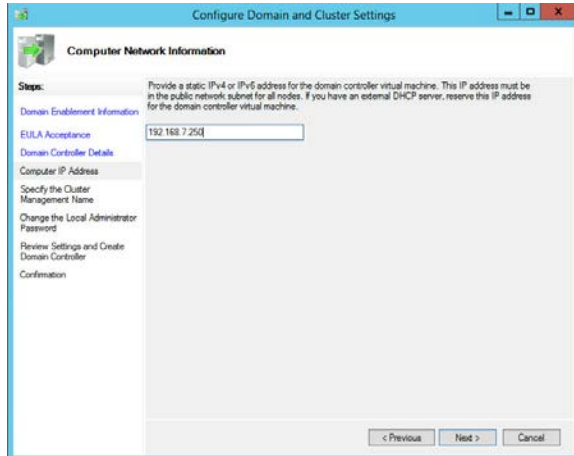 Configure Domain and Cluster Settings
Computer Network Information
Steps:
Domain Enablement Information
EULA Acceptance
Domain Controller Details
Computer IP Address
Specify the Cluster
Management Name
Change the Local Administrator
Password
Review Settings and Create
Domain Controller
Confirmation
Provide a static IPv4 or IPv6 address for the domain controller virtual machine. This IP address must be
in the public network subnet for all nodes. If you have an external DHCP server, reserve this IP address
for the domain controller virtual machine.
192.168.7.250
< Previous
Next >
Cancel